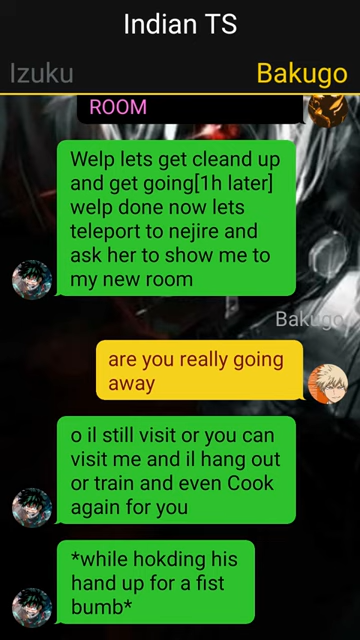 Indian TS
Izuku
Bakugo
ROOM
Welp lets get cleand up
and get going[1h later]
welp done now lets
teleport to nejire and
ask her to show me to
my new room
Bakugo
are you really going
away
o il still visit or you can
visit me and il hang out
or train and even Cook
again for you
*while hokding his
hand up for a fist
bumb*